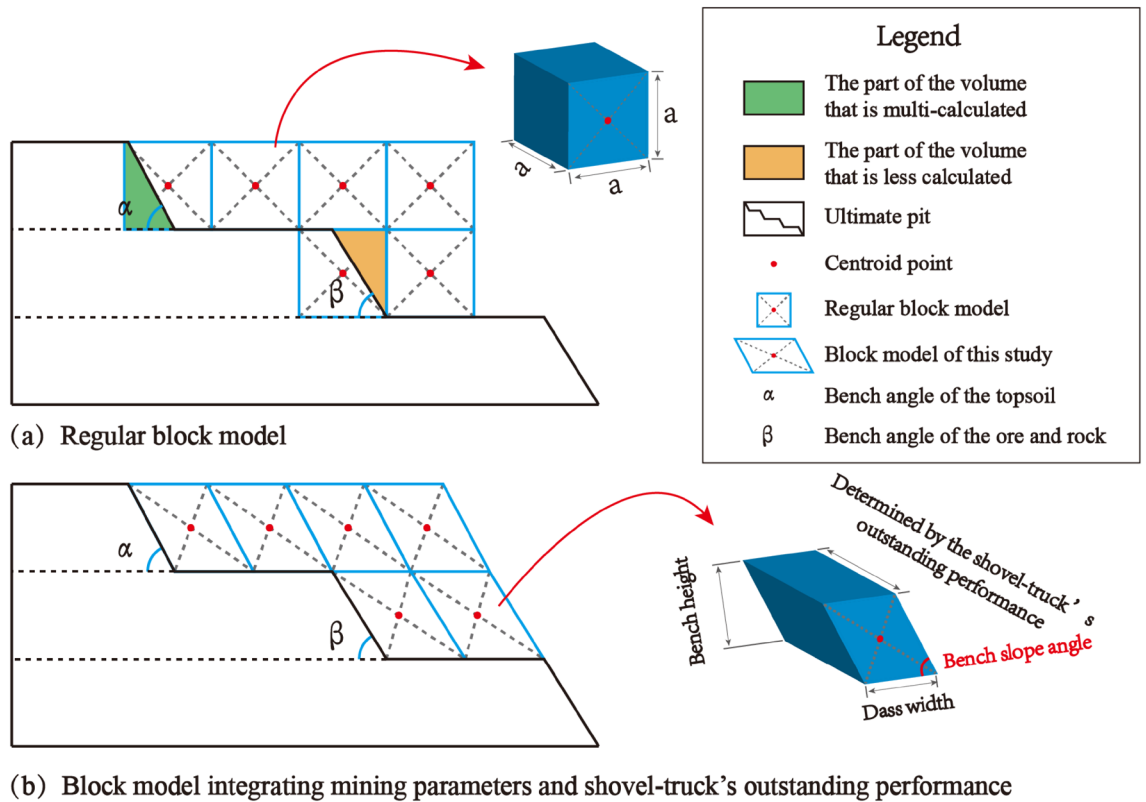 Legend
The part of the volume
that is multi-calculated
The part of the volume
that is less calculated
Ultimate pit
Centroid point
Regular block model
Block model of this study
α Bench angle of the topsoil
β Bench angle of the ore and rock
a
a
a
α
β
(a) Regular block model
α
β
Determined by the shovel-truck's
outstanding performance
Bench height
Bench slope angle
Dass width
(b) Block model integrating mining parameters and shovel-truck's outstanding performance